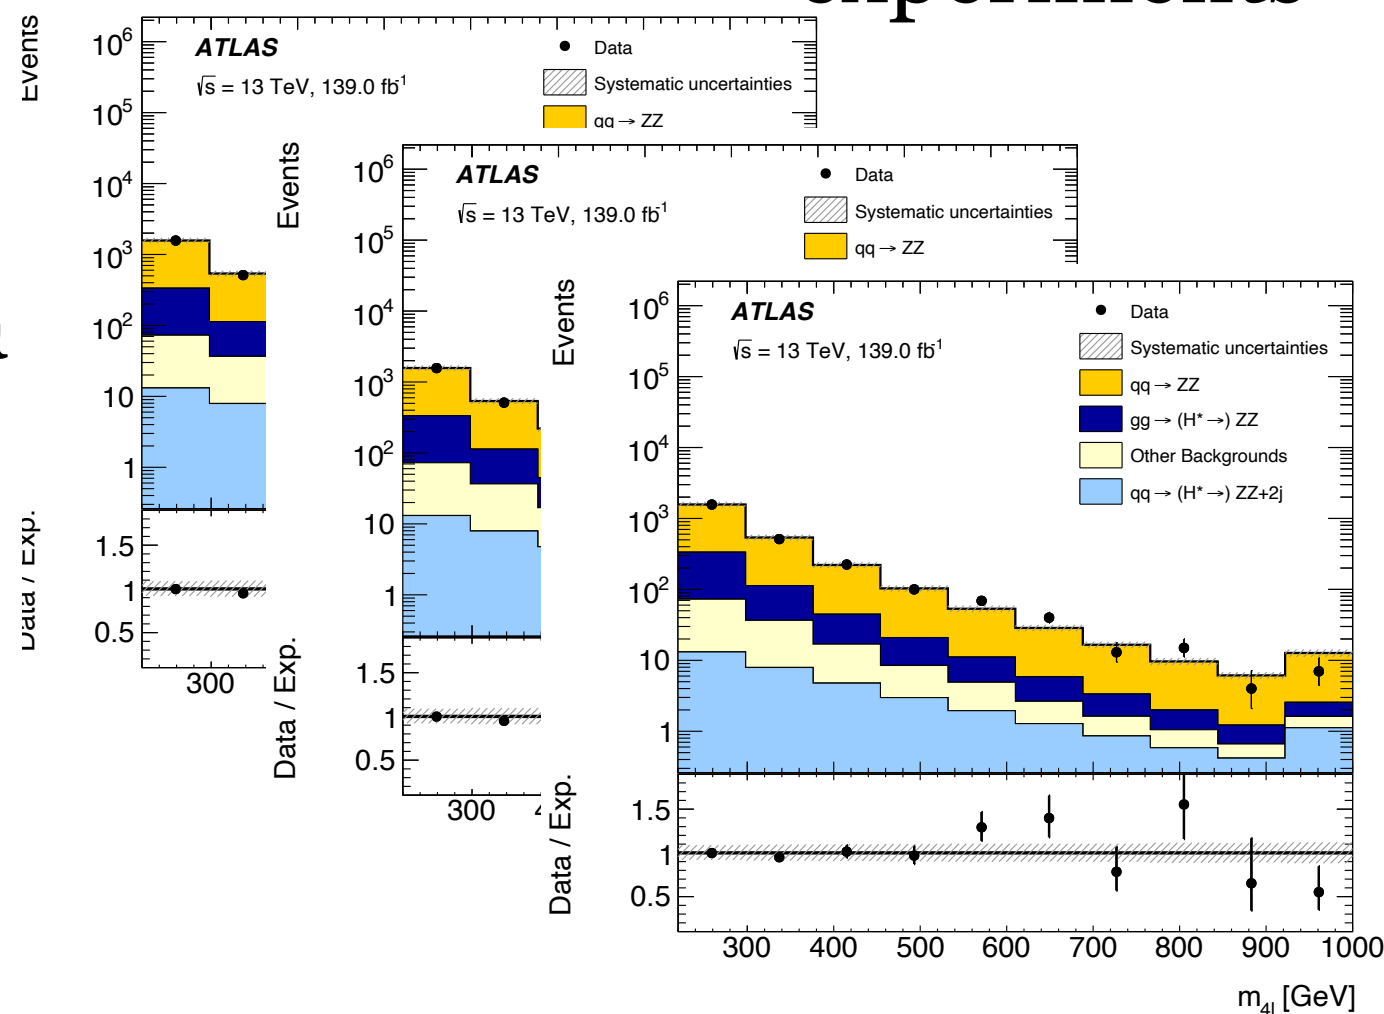 experiments
Events
10⁶
10⁵
10⁴
10³
10²
10
1
ATLAS
√s = 13 TeV, 139.0 fb⁻¹
Data
Systematic uncertainties
qq → ZZ
Data / Exp.
1.5
1
0.5
300
Events
10⁶
10⁵
10⁴
10³
10²
10
1
ATLAS
√s = 13 TeV, 139.0 fb⁻¹
Data
Systematic uncertainties
qq → ZZ
Data / Exp.
1.5
1
0.5
300
Events
10⁶
10⁵
10⁴
10³
10²
10
1
ATLAS
√s = 13 TeV, 139.0 fb⁻¹
Data
Systematic uncertainties
qq → ZZ
gg → (H* →) ZZ
Other Backgrounds
qq → (H* →) ZZ+2j
Data / Exp.
1.5
1
0.5
300 400 500 600 700 800 900 1000
m₄ₗ [GeV]